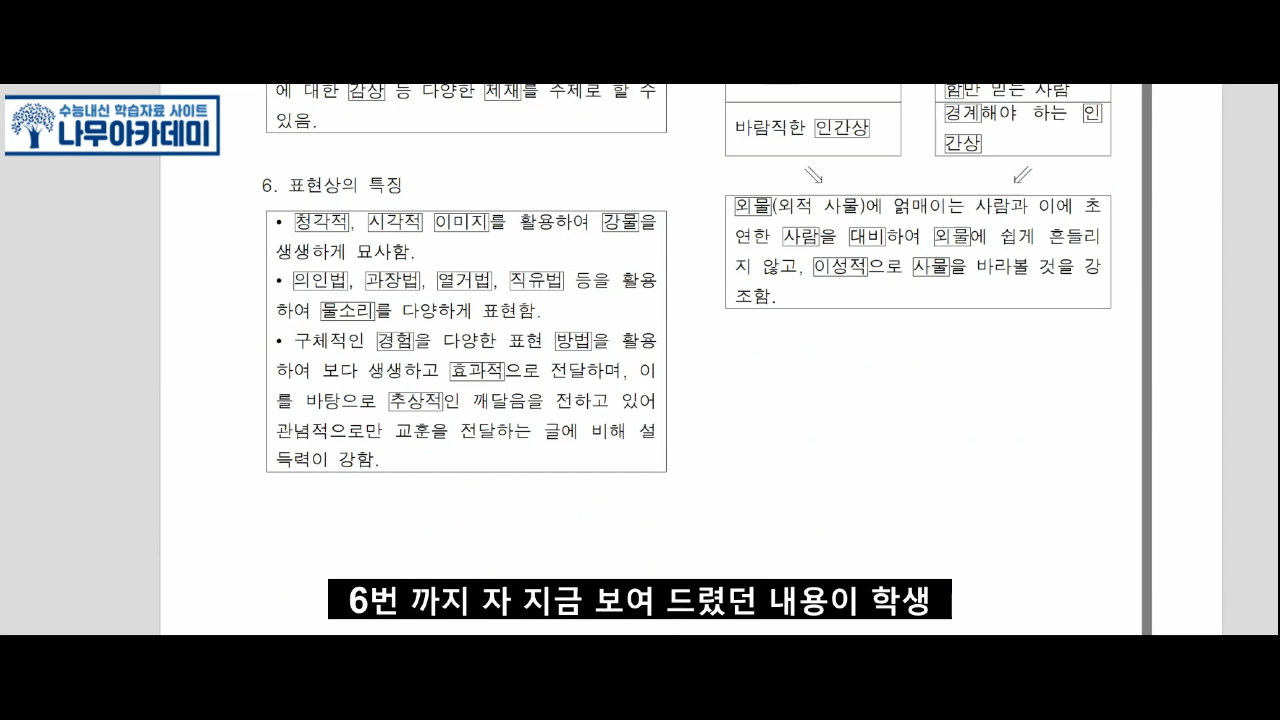 수능내신 학습자료 사이트
나무아카데미
에 대한 감상 등 다양한 제재를 주제로 할 수
있음.
6. 표현상의 특징
• 청각적, 시각적 이미지를 활용하여 강물을
생생하게 묘사함.
• 의인법, 과장법, 열거법, 직유법 등을 활용
하여 물소리를 다양하게 표현함.
• 구체적인 경험을 다양한 표현 방법을 활용
하여 보다 생생하고 효과적으로 전달하며, 이
를 바탕으로 추상적인 깨달음을 전하고 있어
관념적으로만 교훈을 전달하는 글에 비해 설
득력이 강함.
바람직한 인간상
함만 믿는 사람
경계해야 하는 인
간상
외물(외적 사물)에 얽매이는 사람과 이에 초
연한 사람을 대비하여 외물에 쉽게 흔들리
지 않고, 이성적으로 사물을 바라볼 것을 강
조함.
6번 까지 자 지금 보여 드렸던 내용이 학생